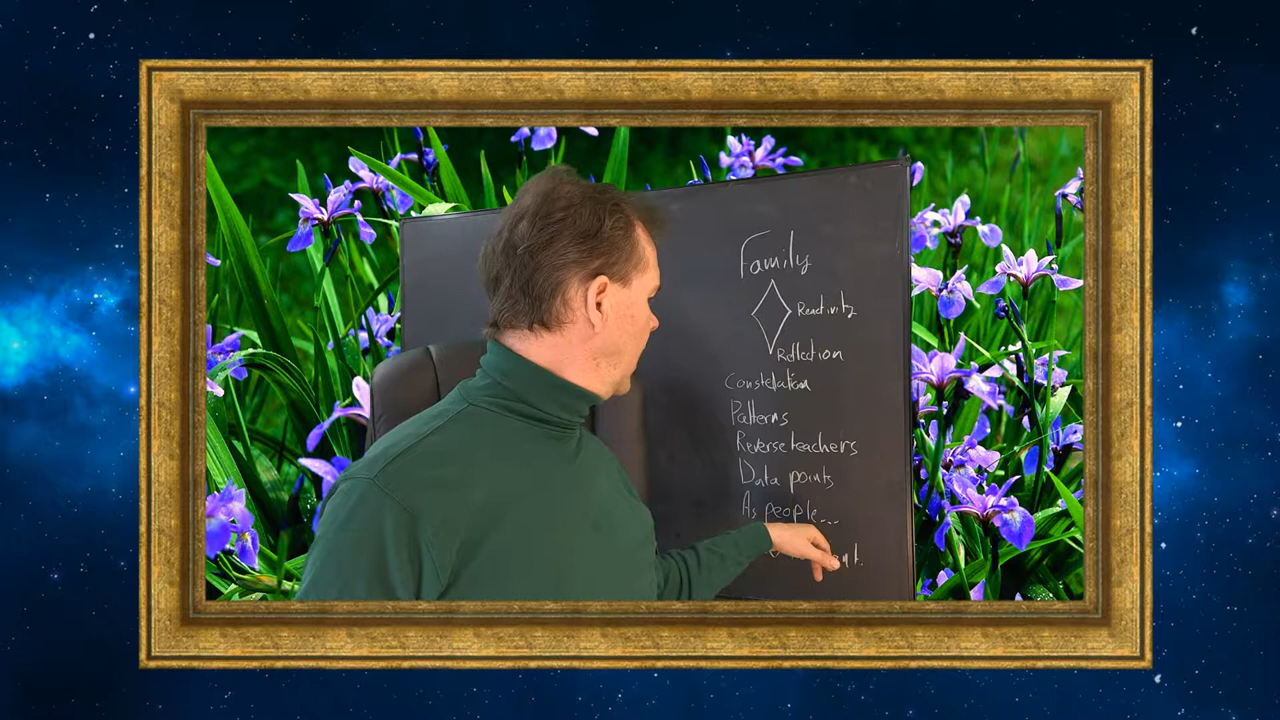 Family
Reactivity
Reflection
Constellation
Patterns
Reverse teachers
Data points
As people...